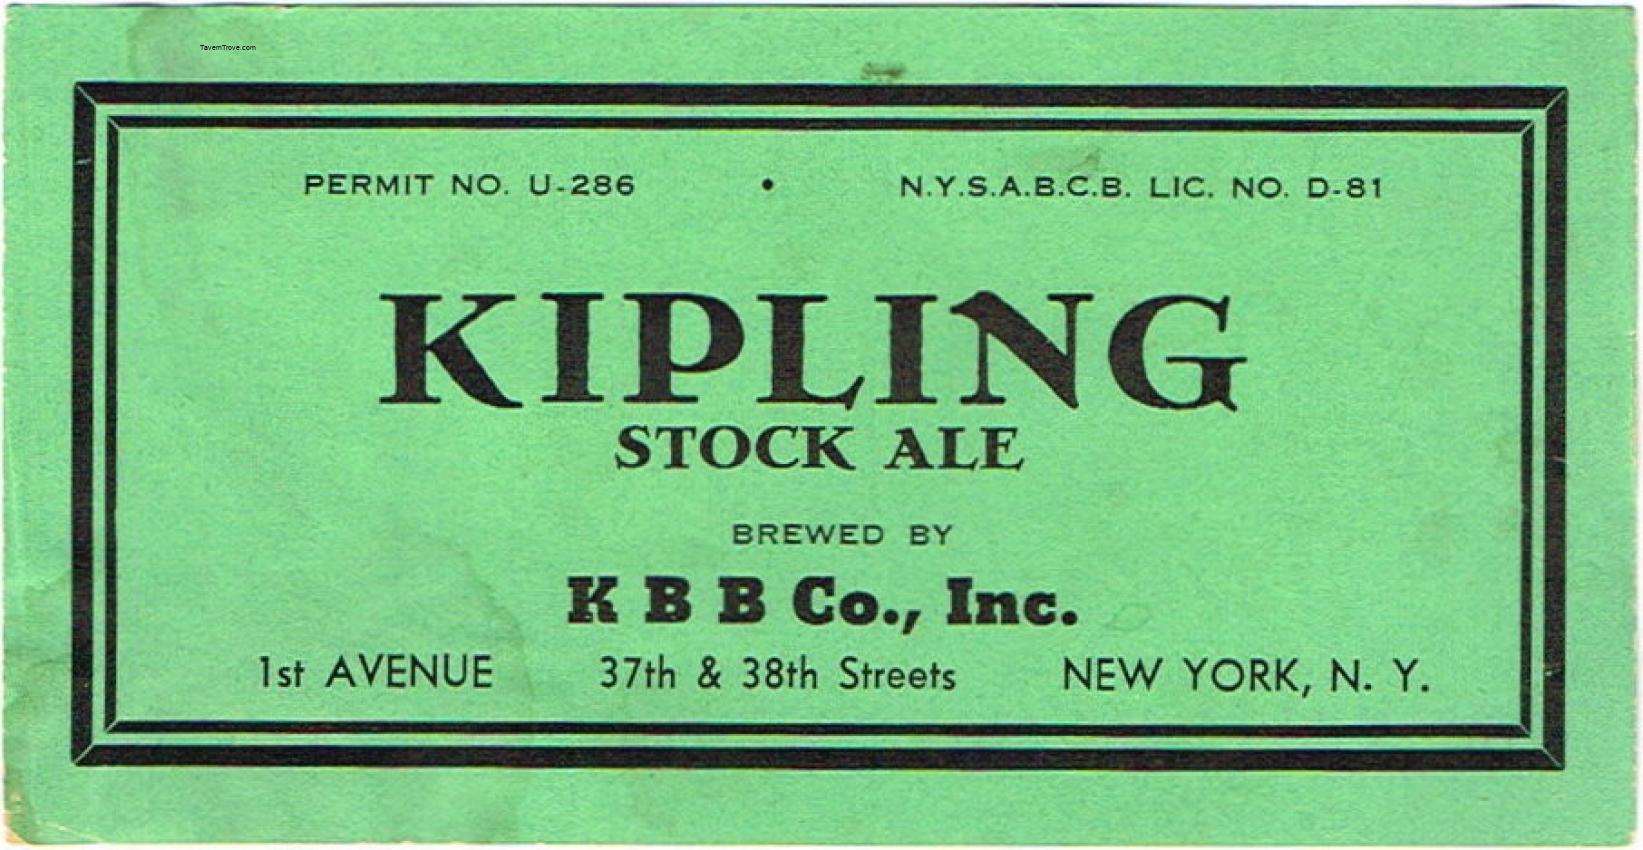 TavernTrove.com
PERMIT NO. U-286 • N.Y.S.A.B.C.B. LIC. NO. D-81
KIPLING
STOCK ALE
BREWED BY
K B B Co., Inc.
1st AVENUE 37th & 38th Streets NEW YORK, N. Y.